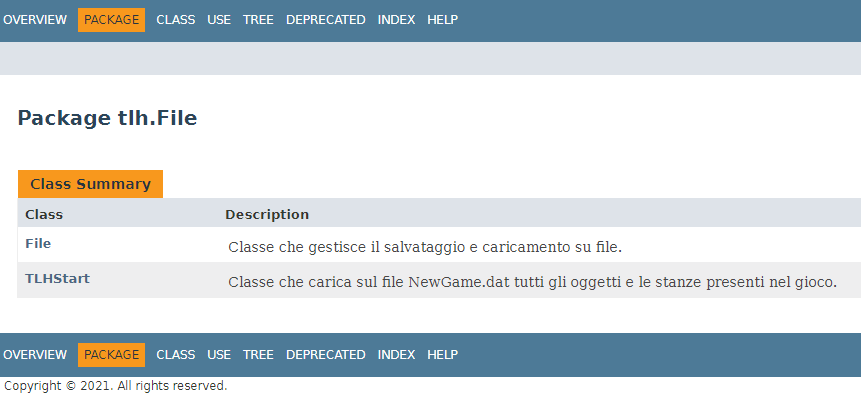 OVERVIEW PACKAGE CLASS USE TREE DEPRECATED INDEX HELP
Package tlh.File
Class Summary
Class Description
File Classe che gestisce il salvataggio e caricamento su file.
TLHStart Classe che carica sul file NewGame.dat tutti gli oggetti e le stanze presenti nel gioco.
OVERVIEW PACKAGE CLASS USE TREE DEPRECATED INDEX HELP
Copyright © 2021. All rights reserved.